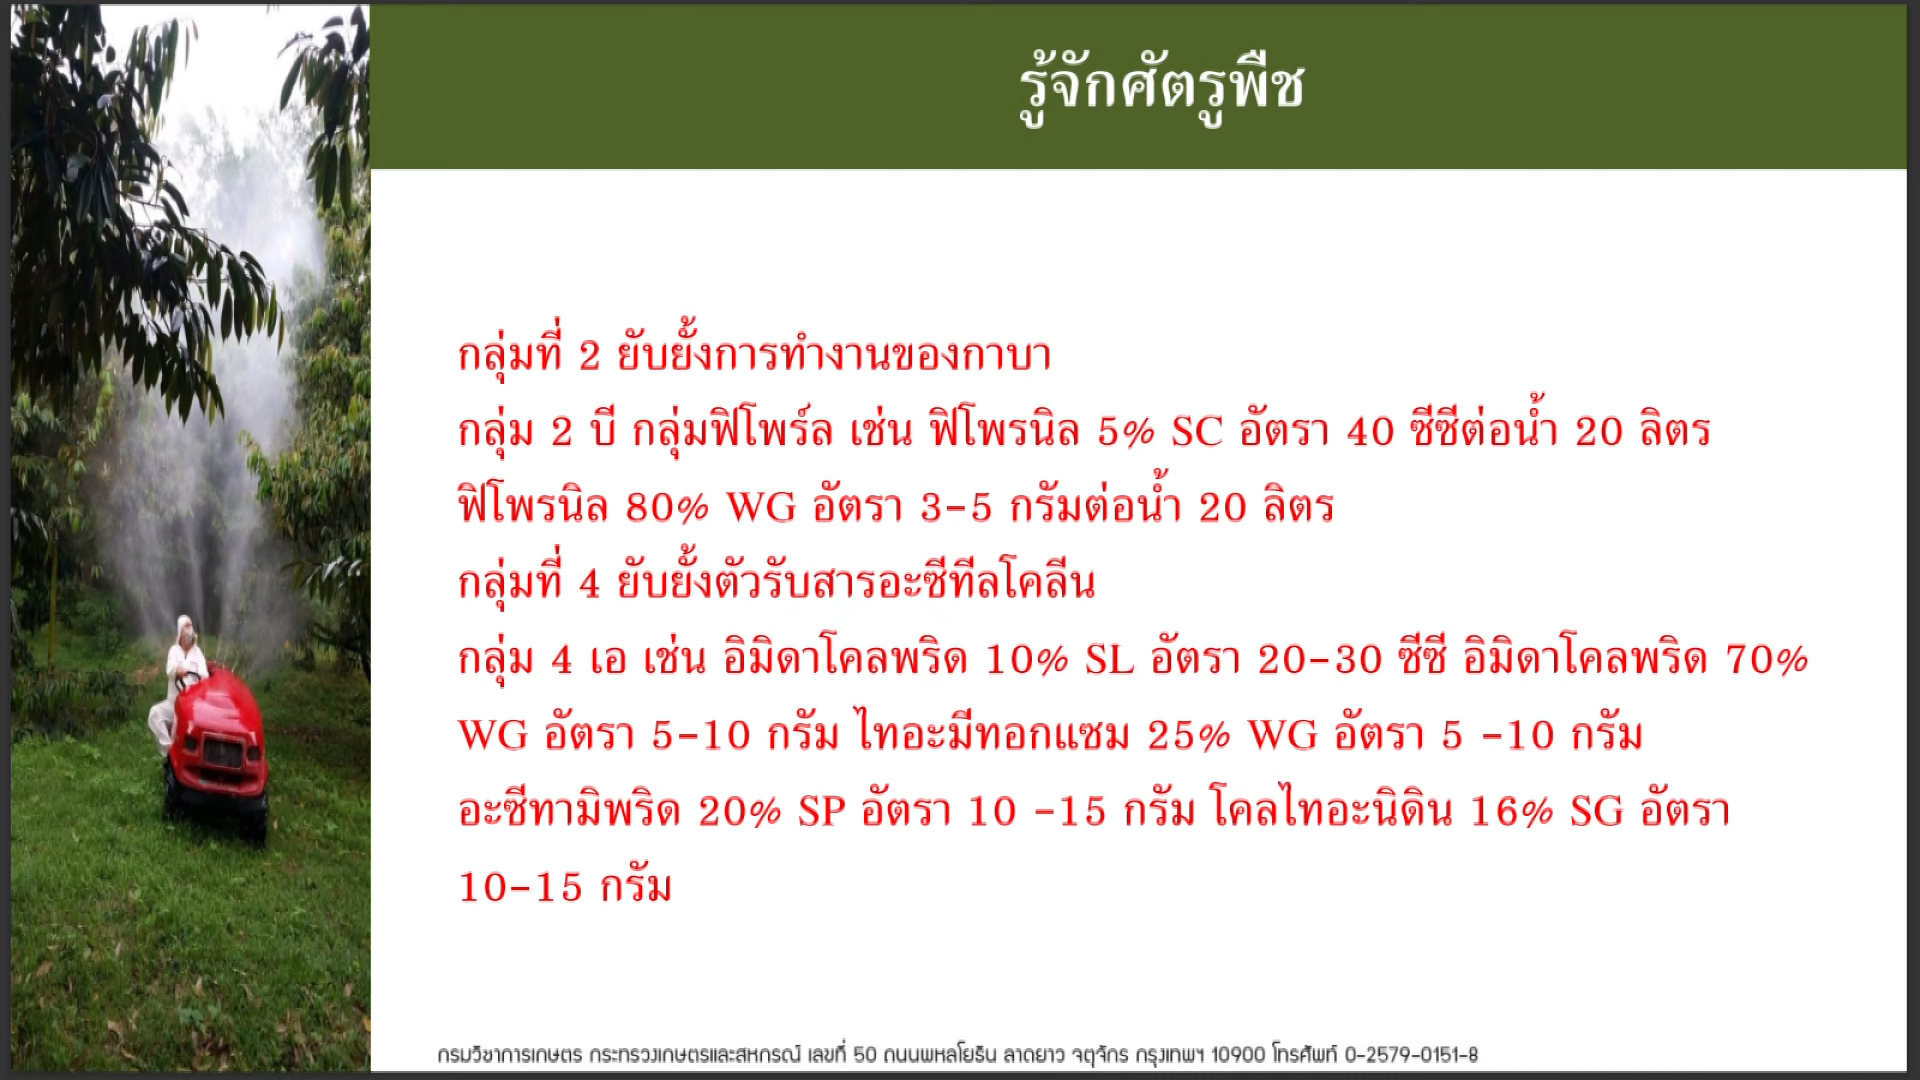 รู้จักศัตรูพืช
กลุ่มที่ 2 ยับยั้งการทำงานของกาบา
กลุ่ม 2 บี กลุ่มฟิโพร์ล เช่น ฟิโพรนิล 5% SC อัตรา 40 ซีซีต่อน้ำ 20 ลิตร
ฟิโพรนิล 80% WG อัตรา 3-5 กรัมต่อน้ำ 20 ลิตร
กลุ่มที่ 4 ยับยั้งตัวรับสารอะซีทีลโคลีน
กลุ่ม 4 เอ เช่น อิมิดาโคลพริด 10% SL อัตรา 20-30 ซีซี อิมิดาโคลพริด 70%
WG อัตรา 5-10 กรัม ไทอะมีทอกแซม 25% WG อัตรา 5 -10 กรัม
อะซีทามิพริด 20% SP อัตรา 10 -15 กรัม โคลไทอะนิดิน 16% SG อัตรา
10-15 กรัม
กรมวิชาการเกษตร กระทรวงเกษตรและสหกรณ์ เลขที่ 50 ถนนพหลโยธิน ลาดยาว จตุจักร กรุงเทพฯ 10900 โทรศัพท์ 0-2579-0151-8